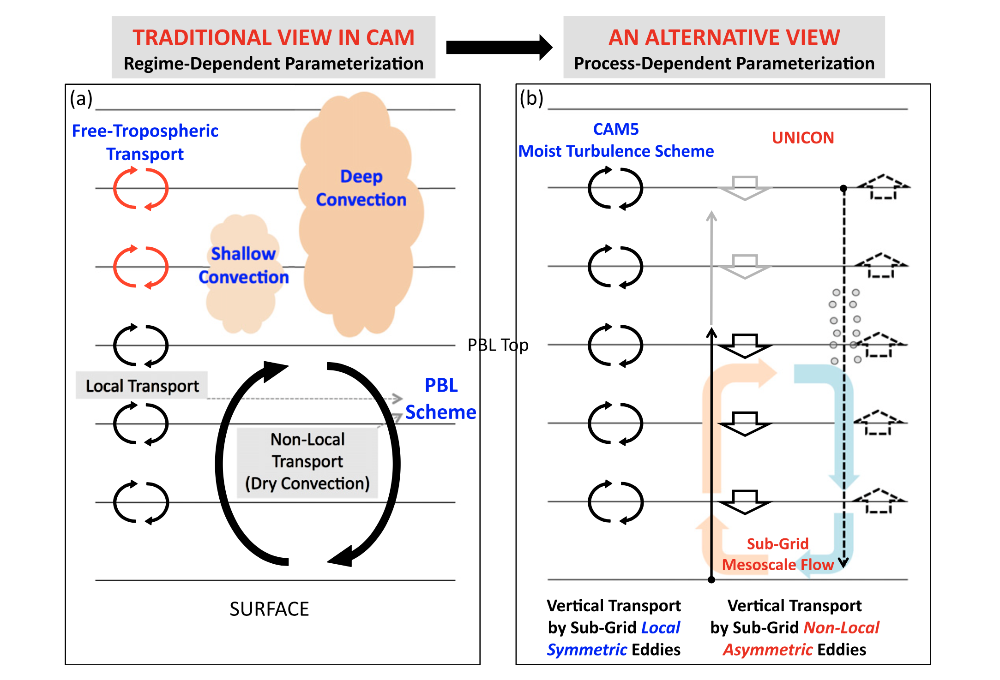 TRADITIONAL VIEW IN CAM
Regime-Dependent Parameterization
AN ALTERNATIVE VIEW
Process-Dependent Parameterization
(a)
Free-Tropospheric
Transport
Deep
Convection
Shallow
Convection
PBL Top
Local Transport
PBL
Scheme
Non-Local
Transport
(Dry Convection)
SURFACE
(b)
CAM5
Moist Turbulence Scheme
UNICON
Sub-Grid
Mesoscale Flow
Vertical Transport
by Sub-Grid Local
Symmetric Eddies
Vertical Transport
by Sub-Grid Non-Local
Asymmetric Eddies